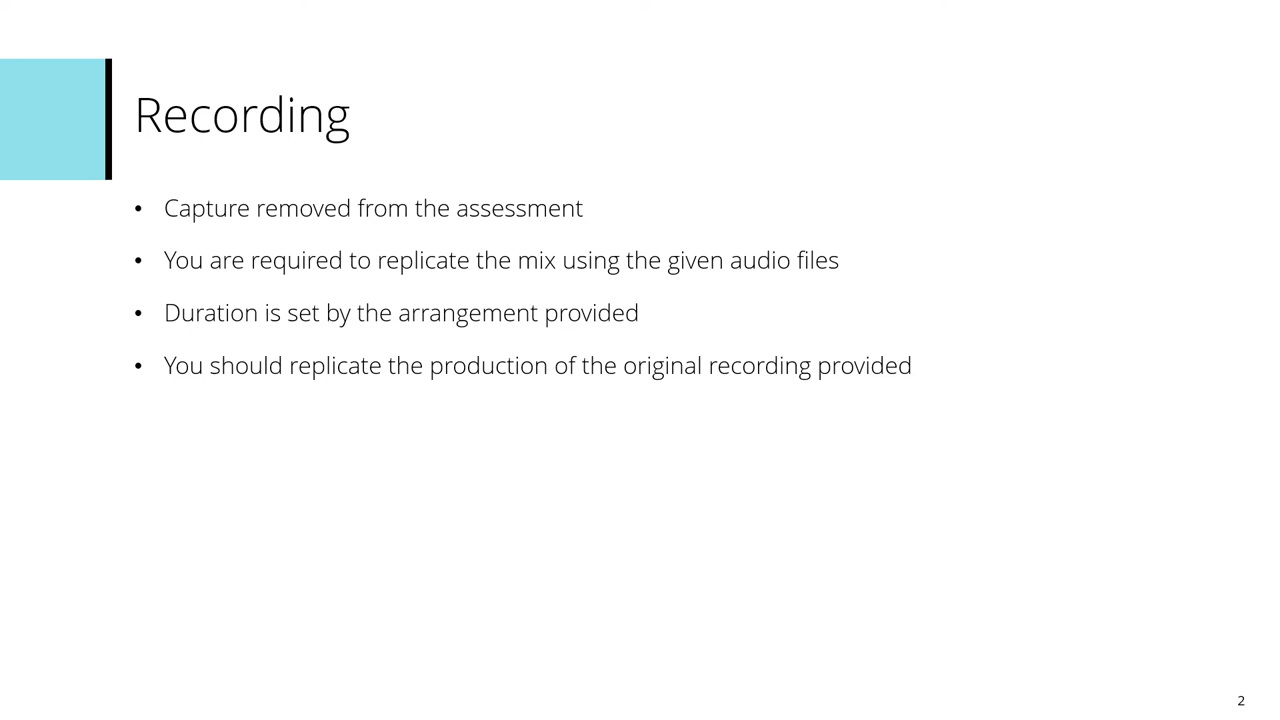 Recording
• Capture removed from the assessment
• You are required to replicate the mix using the given audio files
• Duration is set by the arrangement provided
• You should replicate the production of the original recording provided
2